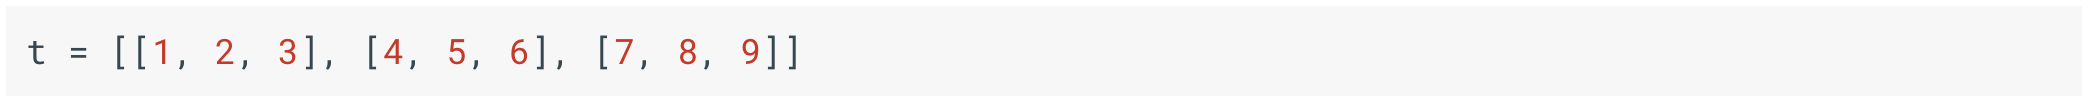 t = [[1, 2, 3], [4, 5, 6], [7, 8, 9]]